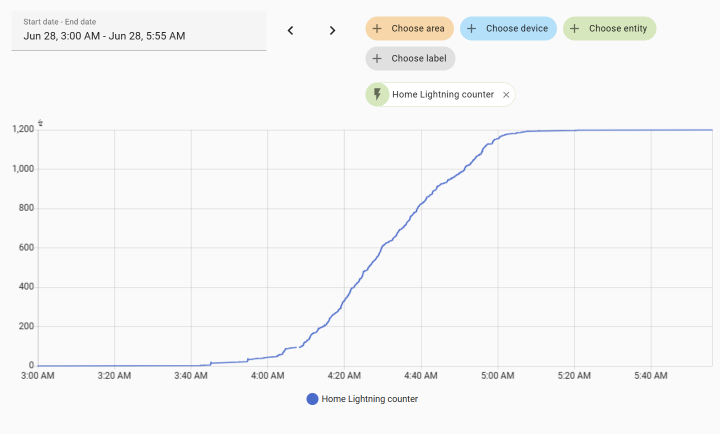 Start date - End date
Jun 28, 3:00 AM - Jun 28, 5:55 AM
Choose area
Choose device
Choose entity
Choose label
Home Lightning counter
1,200
1,000
800
600
400
200
0
3:00 AM 3:20 AM 3:40 AM 4:00 AM 4:20 AM 4:40 AM 5:00 AM 5:20 AM 5:40 AM
Home Lightning counter